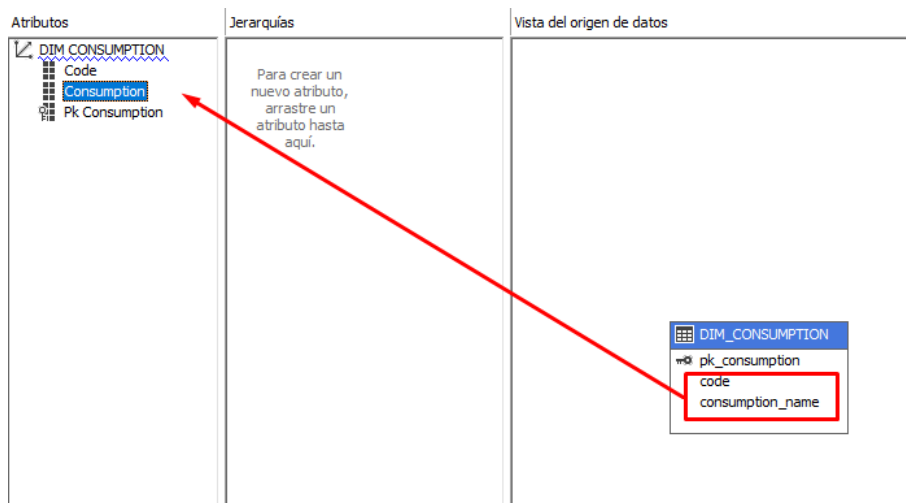 Atributos
DIM CONSUMPTION
Code
Consumption
Pk Consumption
Jerarquías
Para crear un
nuevo atributo,
arrastre un
atributo hasta
aquí.
Vista del origen de datos
DIM_CONSUMPTION
pk_consumption
code
consumption_name